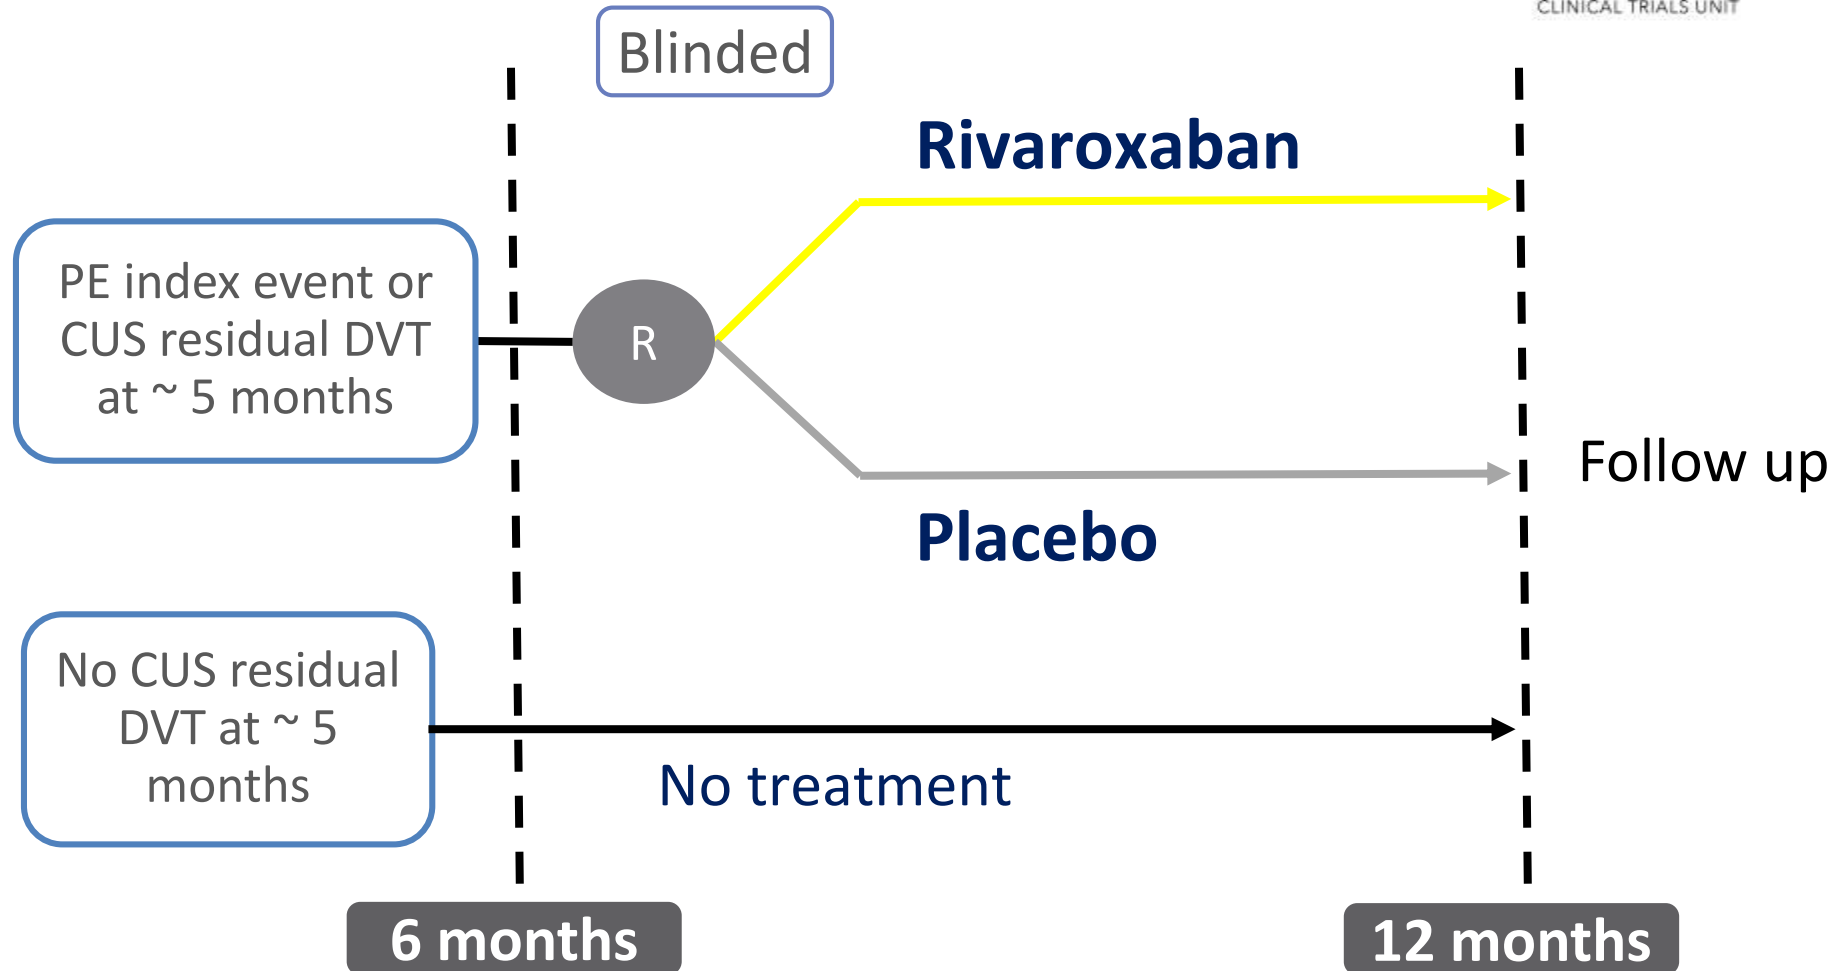 CLINICAL TRIALS UNIT
Blinded
Rivaroxaban
PE index event or
CUS residual DVT
at ~ 5 months
R
Follow up
Placebo
No CUS residual
DVT at ~ 5
months
No treatment
6 months
12 months